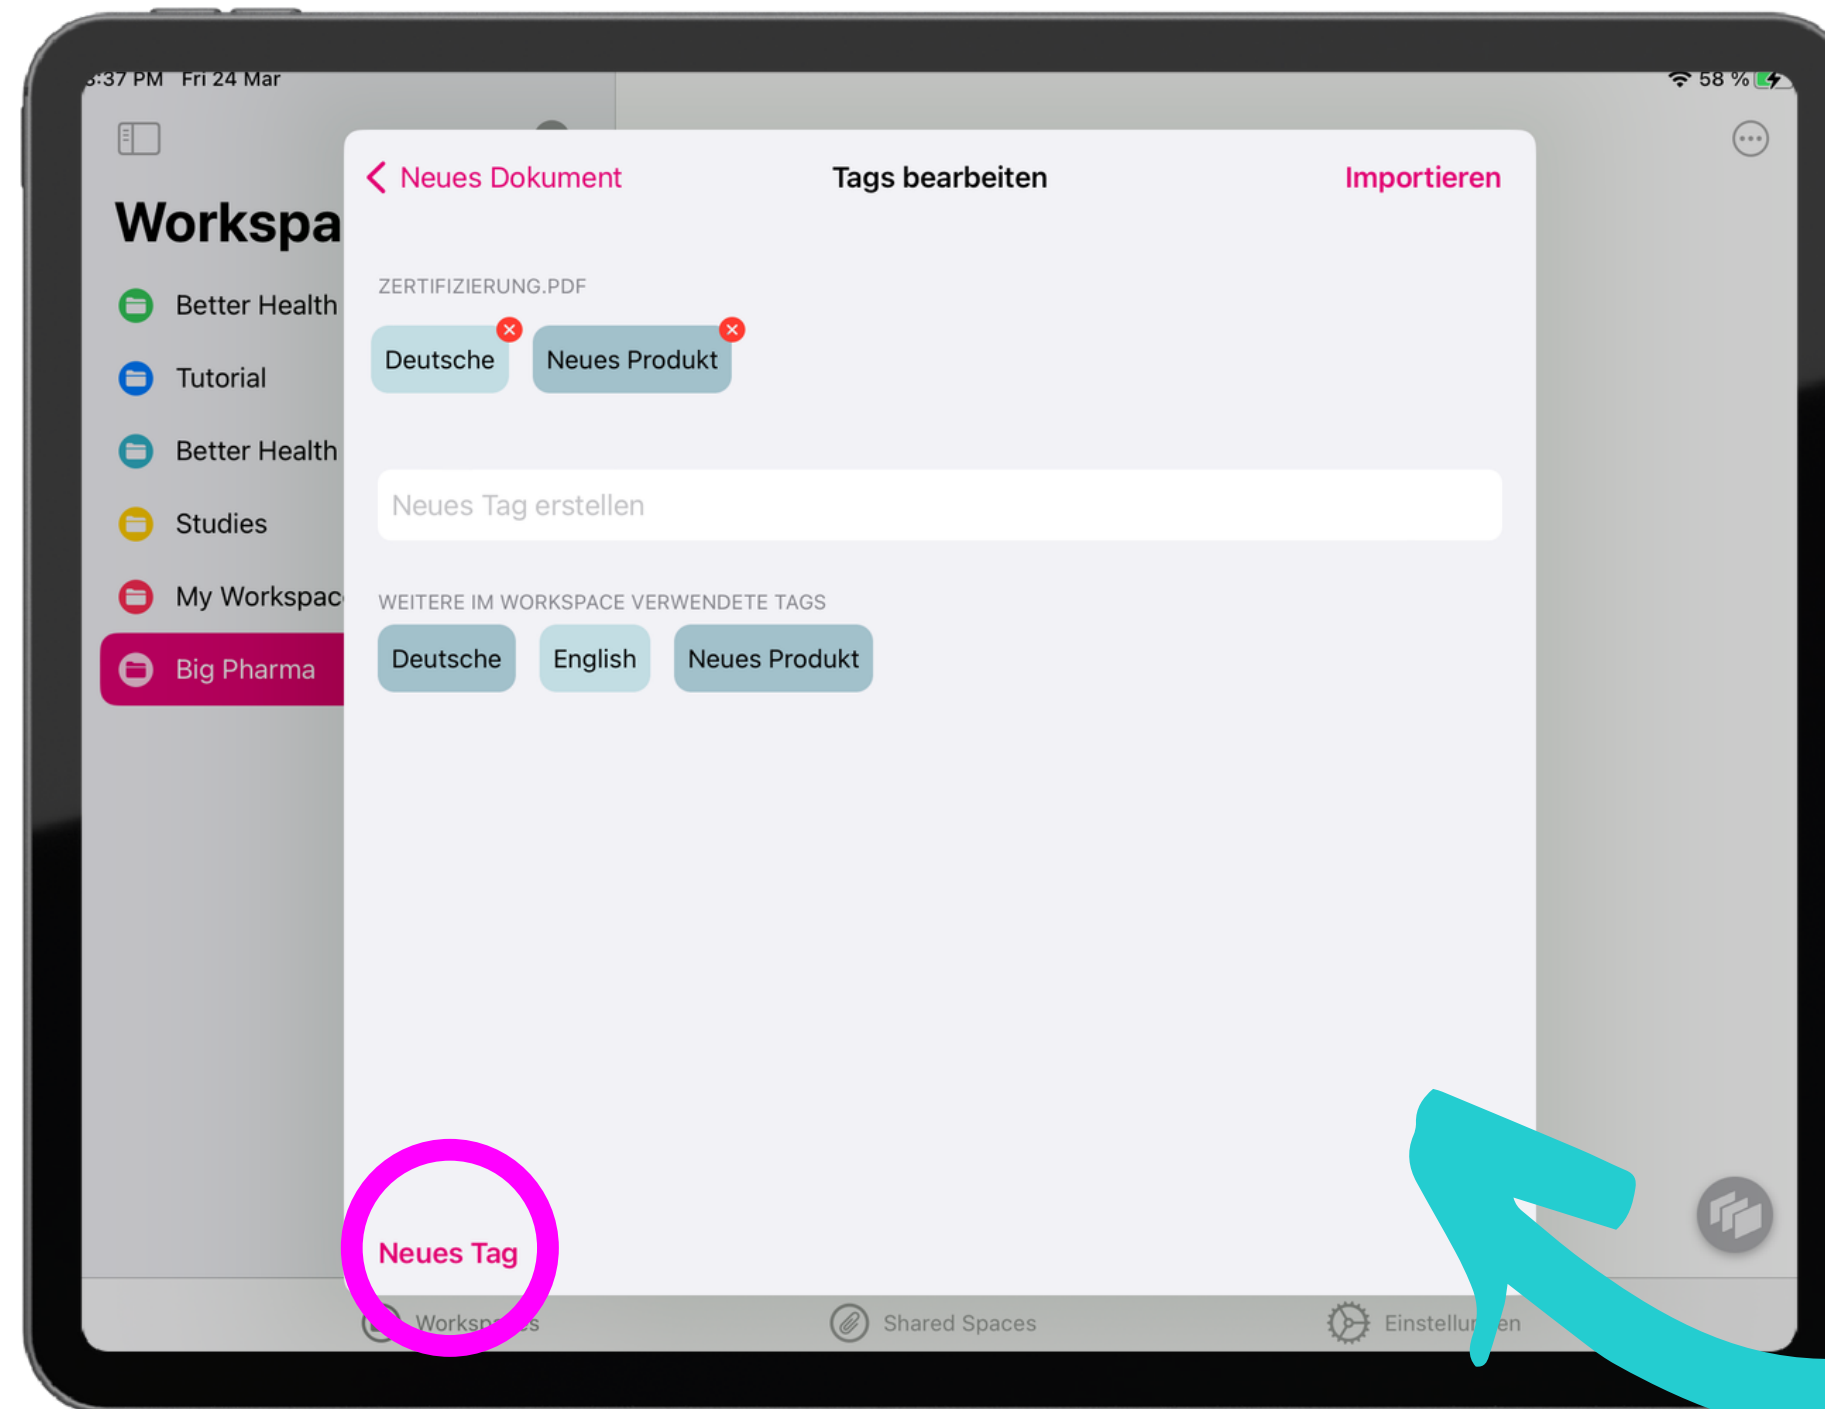 :37 PM Fri 24 Mar
58 %
Neues Dokument
Tags bearbeiten
Importieren
Workspa
ZERTIFIZIERUNG.PDF
Better Health
Deutsche
Neues Produkt
Tutorial
Better Health
Neues Tag erstellen
Studies
My Workspac
WEITERE IM WORKSPACE VERWENDETE TAGS
Big Pharma
Deutsche
English
Neues Produkt
Neues Tag
Shared Spaces